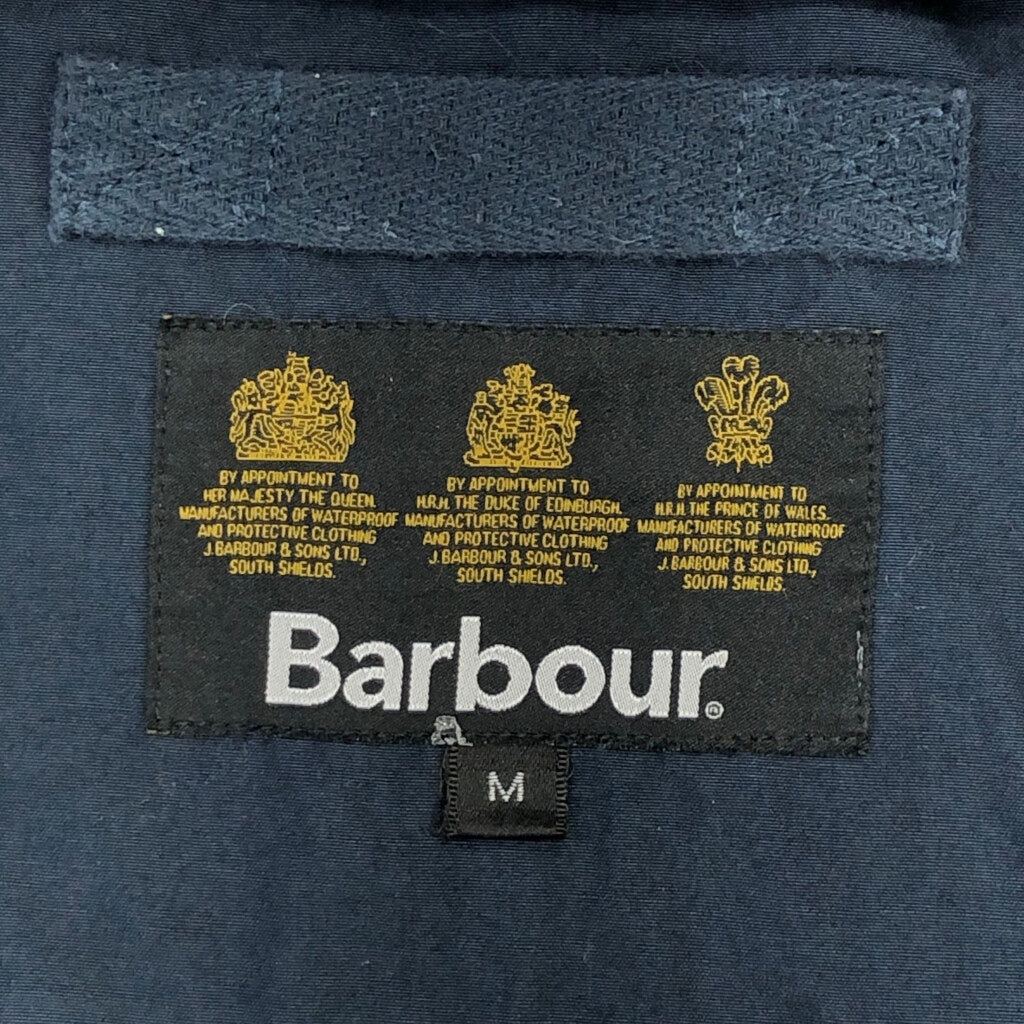 BY APPOINTMENT TO
HER MAJESTY THE QUEEN.
MANUFACTURERS OF WATERPROOF
AND PROTECTIVE CLOTHING
J. BARBOUR & SONS LTD.,
SOUTH SHIELDS.
BY APPOINTMENT TO
H.R.H. THE DUKE OF EDINBURGH.
MANUFACTURERS OF WATERPROOF
AND PROTECTIVE CLOTHING
J. BARBOUR & SONS LTD.,
SOUTH SHIELDS.
BY APPOINTMENT TO
H.R.H. THE PRINCE OF WALES.
MANUFACTURERS OF WATERPROOF
AND PROTECTIVE CLOTHING
J. BARBOUR & SONS LTD.,
SOUTH SHIELDS.
Barbour®
M